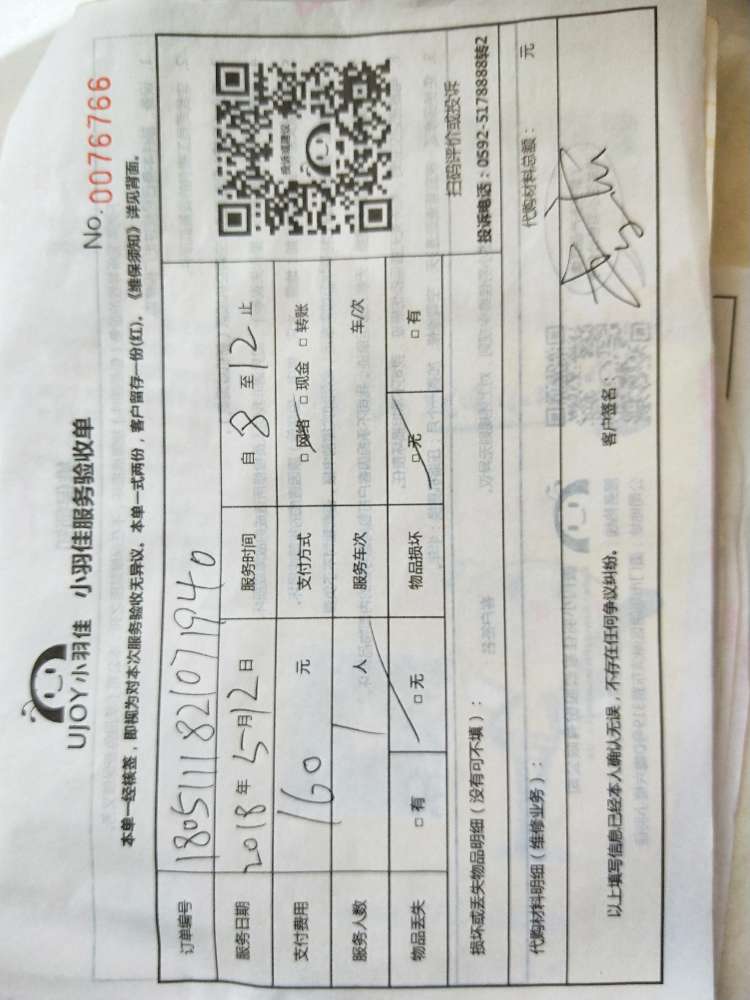 UJOY小羽佳 小羽佳服务验收单
No. 0076766
本单一经核签，即视为对本次服务验收无异议。本单一式两份，客户留存一份(红)。《维保须知》详见背面。
订单编号 180511182107194​0
服务日期 2018年5月12日 服务时间 自 8 至 12 止
支付费用 160 元 支付方式 □网络 □现金 □转账
服务人数 1 人 服务车次 车/次
物品丢失 □有 □无 物品损坏 □无 □有
投诉或建议
扫码评价或投诉
投诉电话：0592-5178888转2
损坏或丢失物品明细（没有可不填）：
代购材料明细（维修业务）： 代购材料总额： 元
以上填写信息已经本人确认无误，不存在任何争议纠纷。 客户签名：